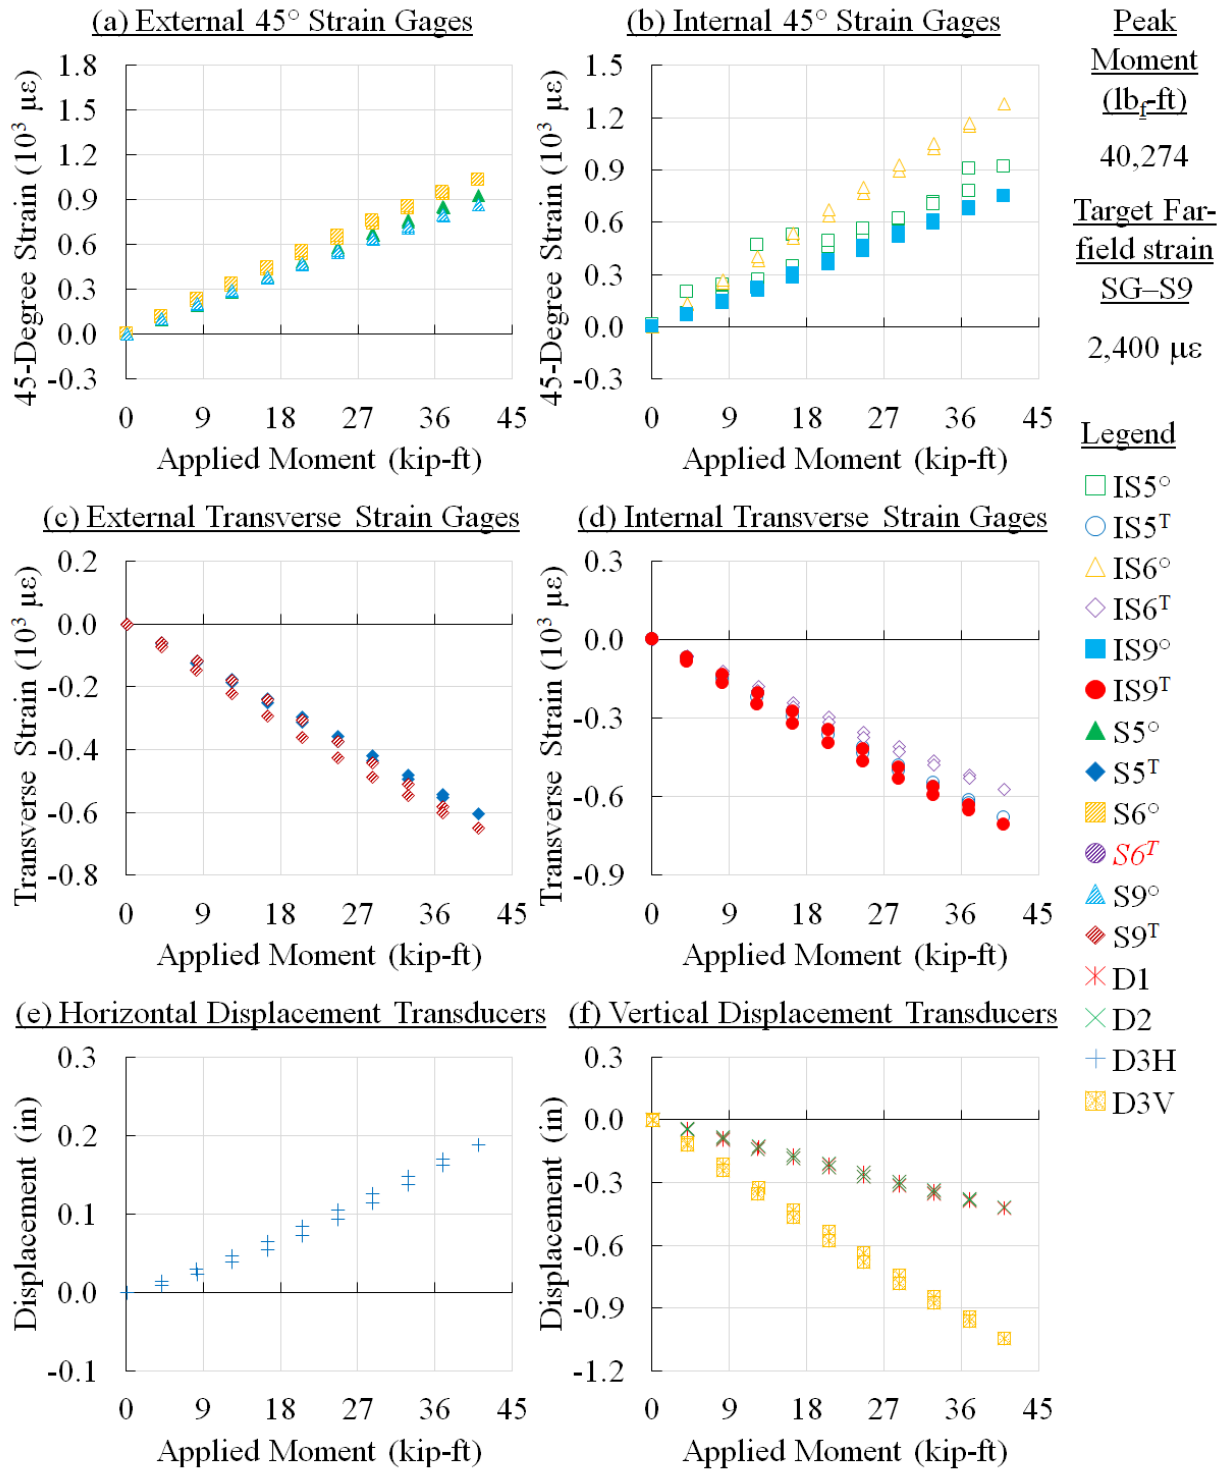 (a) External 45° Strain Gages
45-Degree Strain (10³ με)
1.8
1.5
1.2
0.9
0.6
0.3
0.0
-0.3
0 9 18 27 36 45
Applied Moment (kip-ft)
(b) Internal 45° Strain Gages
45-Degree Strain (10³ με)
1.5
1.2
0.9
0.6
0.3
0.0
-0.3
0 9 18 27 36 45
Applied Moment (kip-ft)
Peak
Moment
(lb_f-ft)
40,274
Target Far-
field strain
SG–S9
2,400 με
(c) External Transverse Strain Gages
Transverse Strain (10³ με)
0.2
0.0
-0.2
-0.4
-0.6
-0.8
0 9 18 27 36 45
Applied Moment (kip-ft)
(d) Internal Transverse Strain Gages
Transverse Strain (10³ με)
0.3
0.0
-0.3
-0.6
-0.9
0 9 18 27 36 45
Applied Moment (kip-ft)
(e) Horizontal Displacement Transducers
Displacement (in)
0.3
0.2
0.1
0.0
-0.1
0 9 18 27 36 45
Applied Moment (kip-ft)
(f) Vertical Displacement Transducers
Displacement (in)
0.3
0.0
-0.3
-0.6
-0.9
-1.2
0 9 18 27 36 45
Applied Moment (kip-ft)
Legend
IS5°
IS5ᵀ
IS6°
IS6ᵀ
IS9°
IS9ᵀ
S5°
S5ᵀ
S6°
S6ᵀ
S9°
S9ᵀ
D1
D2
D3H
D3V